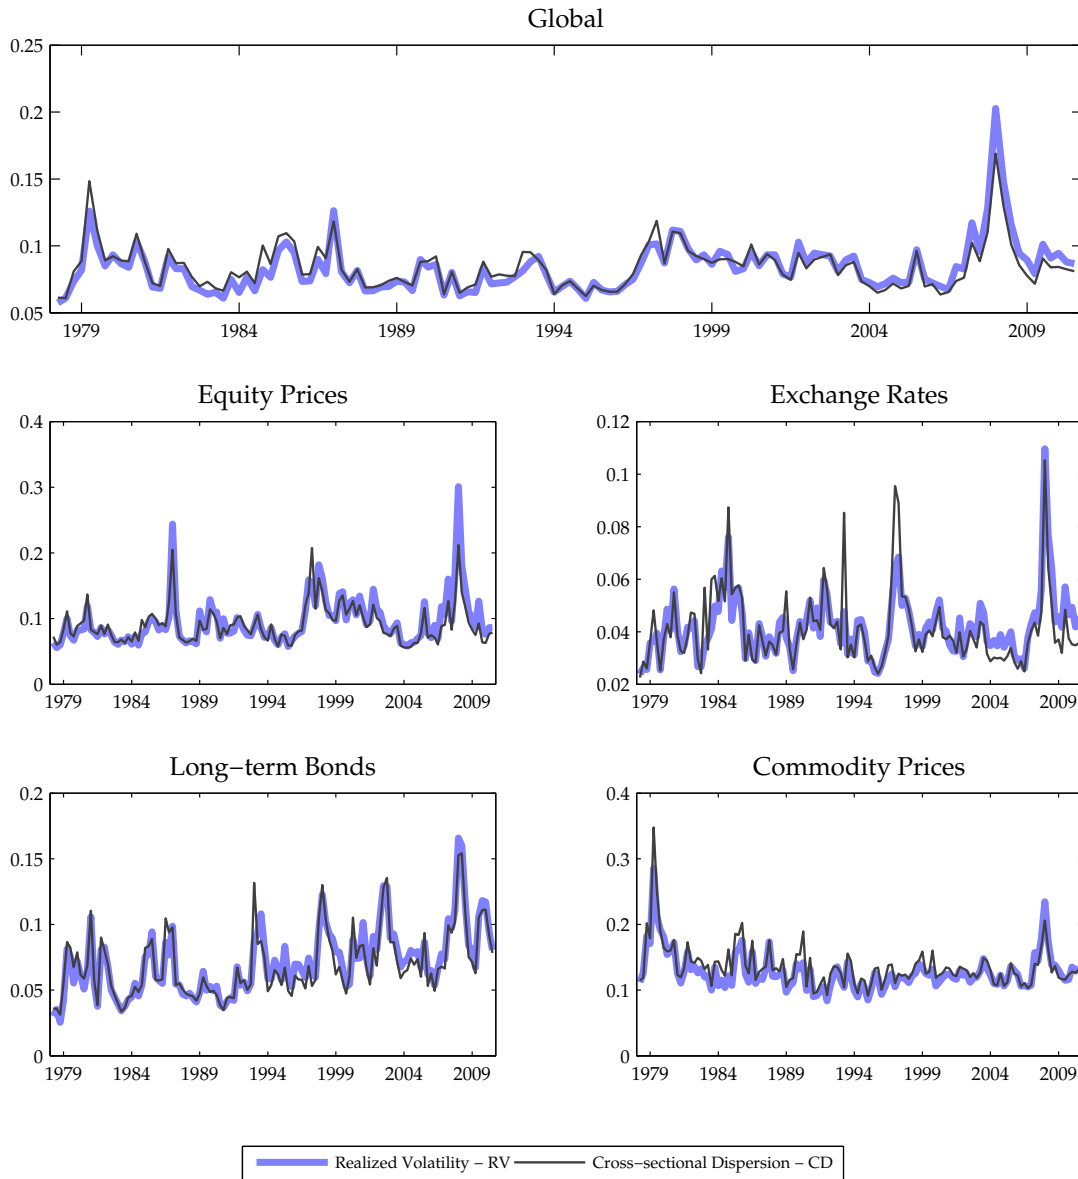 Global
0.25
0.2
0.15
0.1
0.05
1979 1984 1989 1994 1999 2004 2009
Equity Prices
0.4
0.3
0.2
0.1
0
1979 1984 1989 1994 1999 2004 2009
Exchange Rates
0.12
0.1
0.08
0.06
0.04
0.02
1979 1984 1989 1994 1999 2004 2009
Long−term Bonds
0.2
0.15
0.1
0.05
0
1979 1984 1989 1994 1999 2004 2009
Commodity Prices
0.4
0.3
0.2
0.1
0
1979 1984 1989 1994 1999 2004 2009
Realized Volatility − RV Cross−sectional Dispersion − CD